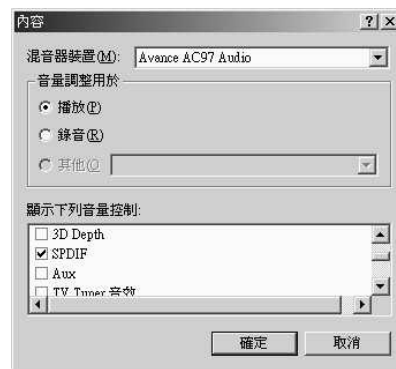 內容
混音器裝置(M): Avance AC97 Audio
音量調整用於
播放(P)
錄音(R)
其他(O
顯示下列音量控制:
3D Depth
SPDIF
Aux
TV Tuner 音效
確定 取消